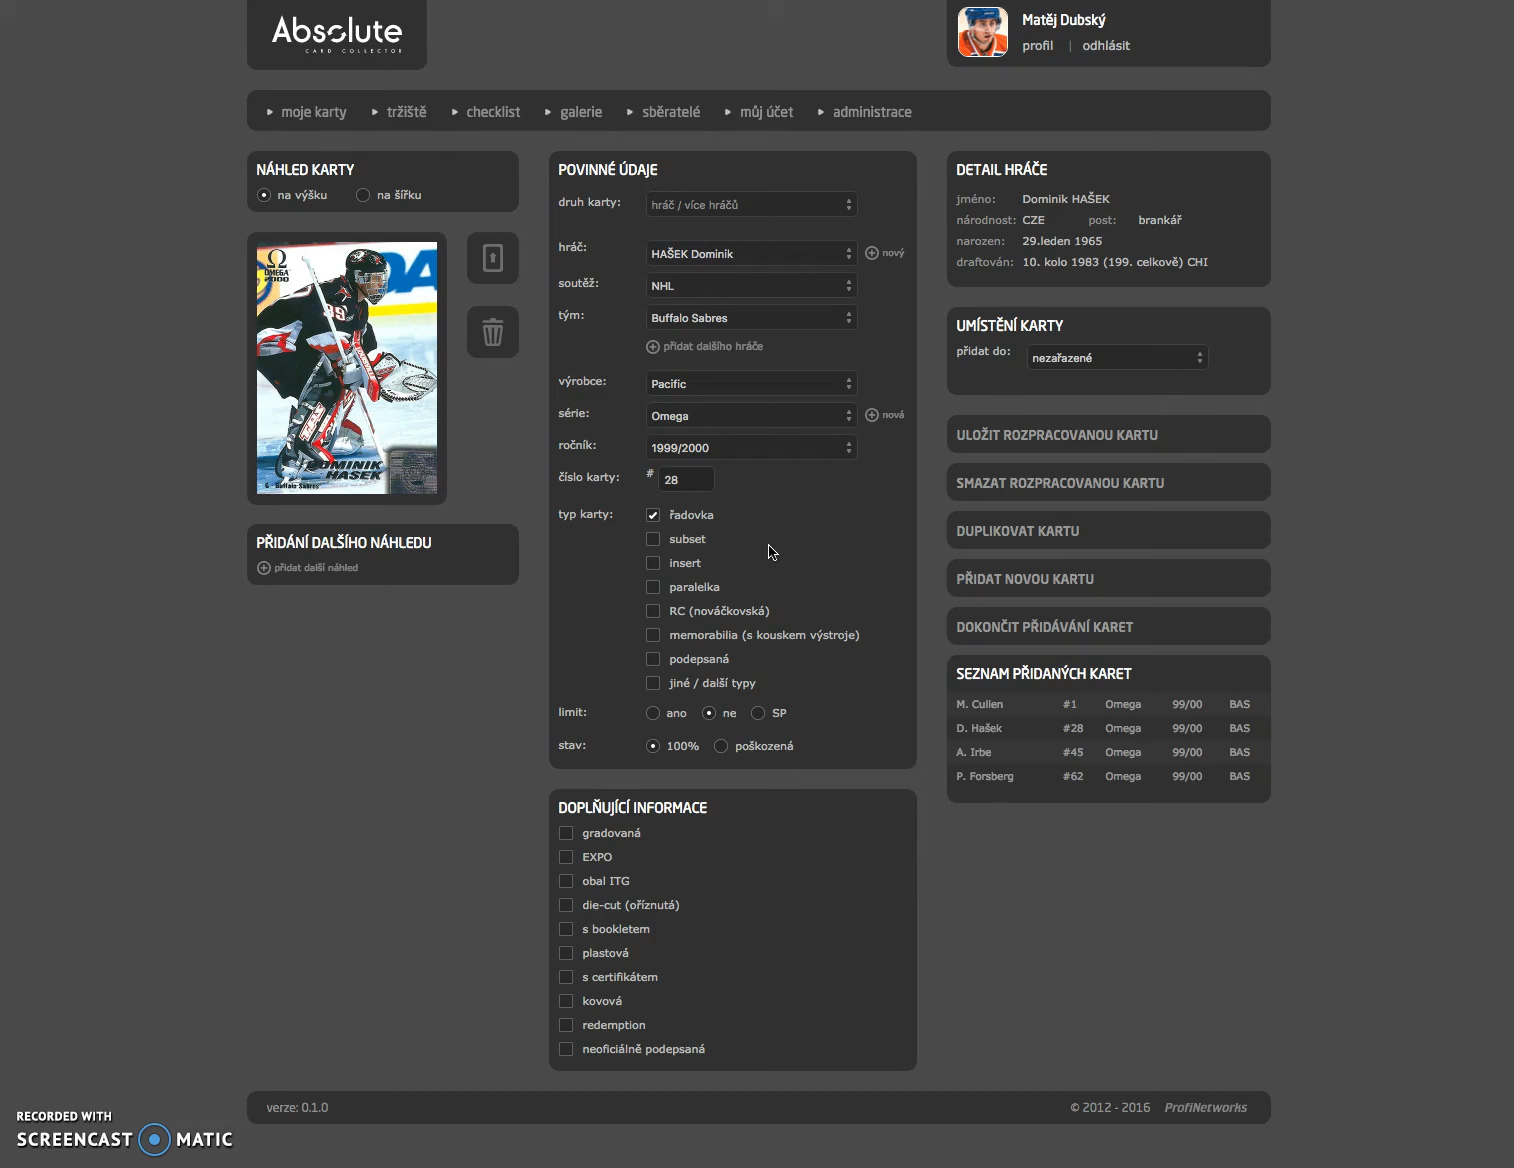 Absolute
CARD COLLECTOR
Matěj Dubský
profil | odhlásit
moje karty
tržiště
checklist
galerie
sběratelé
můj účet
administrace
NÁHLED KARTY
na výšku
na šířku
OMEGA
2000
39
DOMINIK
HASEK
G - Buffalo Sabres
PŘIDÁNÍ DALŠÍHO NÁHLEDU
přidat další náhled
POVINNÉ ÚDAJE
druh karty: hráč / více hráčů
hráč: HAŠEK Dominik nový
soutěž: NHL
tým: Buffalo Sabres
přidat dalšího hráče
výrobce: Pacific
série: Omega nová
ročník: 1999/2000
číslo karty: # 28
typ karty: řadovka
subset
insert
paralelka
RC (nováčkovská)
memorabilia (s kouskem výstroje)
podepsaná
jiné / další typy
limit: ano ne SP
stav: 100% poškozená
DOPLŇUJÍCÍ INFORMACE
gradovaná
EXPO
obal ITG
die-cut (oříznutá)
s bookletem
plastová
s certifikátem
kovová
redemption
neoficiálně podepsaná
DETAIL HRÁČE
jméno: Dominik HAŠEK
národnost: CZE post: brankář
narozen: 29.leden 1965
draftován: 10. kolo 1983 (199. celkově) CHI
UMÍSTĚNÍ KARTY
přidat do: nezařazené
ULOŽIT ROZPRACOVANOU KARTU
SMAZAT ROZPRACOVANOU KARTU
DUPLIKOVAT KARTU
PŘIDAT NOVOU KARTU
DOKONČIT PŘIDÁVÁNÍ KARET
SEZNAM PŘIDANÝCH KARET
M. Cullen #1 Omega 99/00 BAS
D. Hašek #28 Omega 99/00 BAS
A. Irbe #45 Omega 99/00 BAS
P. Forsberg #62 Omega 99/00 BAS
verze: 0.1.0
© 2012 - 2016 ProfiNetworks
RECORDED WITH
SCREENCAST MATIC